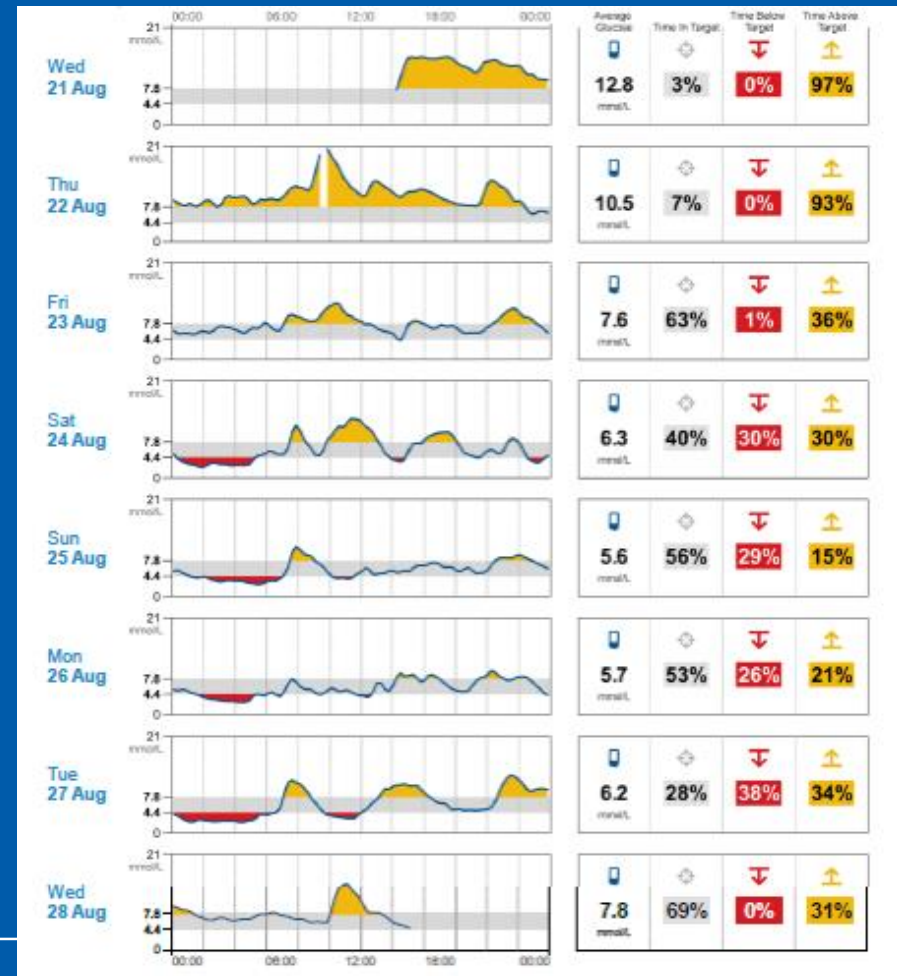 00:00 06:00 12:00 18:00 00:00
Average Glucose Time In Target Time Below Target Time Above Target
Wed
21 Aug
21
mmol/L
7.8
4.4
0
12.8 3% 0% 97%
mmol/L
Thu
22 Aug
21
mmol/L
7.8
4.4
0
10.5 7% 0% 93%
mmol/L
Fri
23 Aug
21
mmol/L
7.8
4.4
0
7.6 63% 1% 36%
mmol/L
Sat
24 Aug
21
mmol/L
7.8
4.4
0
6.3 40% 30% 30%
mmol/L
Sun
25 Aug
21
mmol/L
7.8
4.4
0
5.6 56% 29% 15%
mmol/L
Mon
26 Aug
21
mmol/L
7.8
4.4
0
5.7 53% 26% 21%
mmol/L
Tue
27 Aug
21
mmol/L
7.8
4.4
0
6.2 28% 38% 34%
mmol/L
Wed
28 Aug
21
mmol/L
7.8
4.4
0
7.8 69% 0% 31%
mmol/L
00:00 06:00 12:00 18:00 00:00